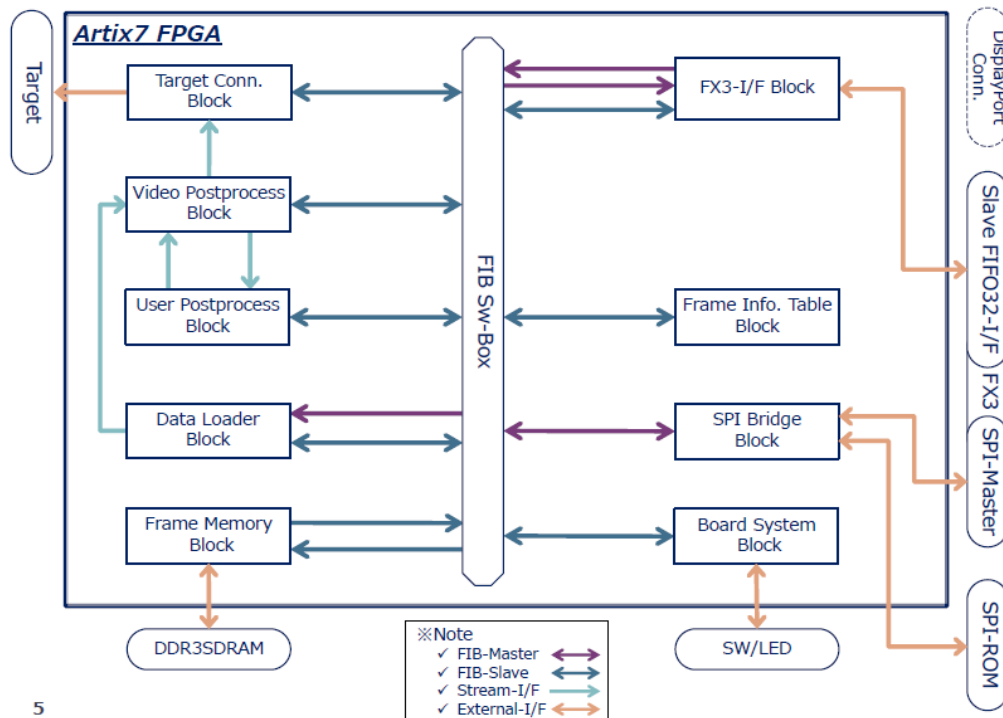 Artix7 FPGA
Target
Target Conn.
Block
FX3-I/F Block
DisplayPort
Conn.
Video Postprocess
Block
Slave FIFO32-I/F
FIB Sw-Box
User Postprocess
Block
Frame Info. Table
Block
FX3
Data Loader
Block
SPI Bridge
Block
SPI-Master
Frame Memory
Block
Board System
Block
SPI-ROM
DDR3SDRAM
SW/LED
※Note
✓ FIB-Master
✓ FIB-Slave
✓ Stream-I/F
✓ External-I/F
5